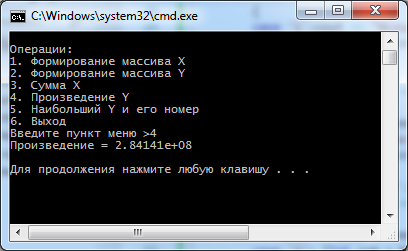 C:\Windows\system32\cmd.exe
Операции:
1. Формирование массива X
2. Формирование массива Y
3. Сумма X
4. Произведение Y
5. Наибольший Y и его номер
6. Выход
Введите пункт меню >4
Произведение = 2.84141e+08
Для продолжения нажмите любую клавишу . . .